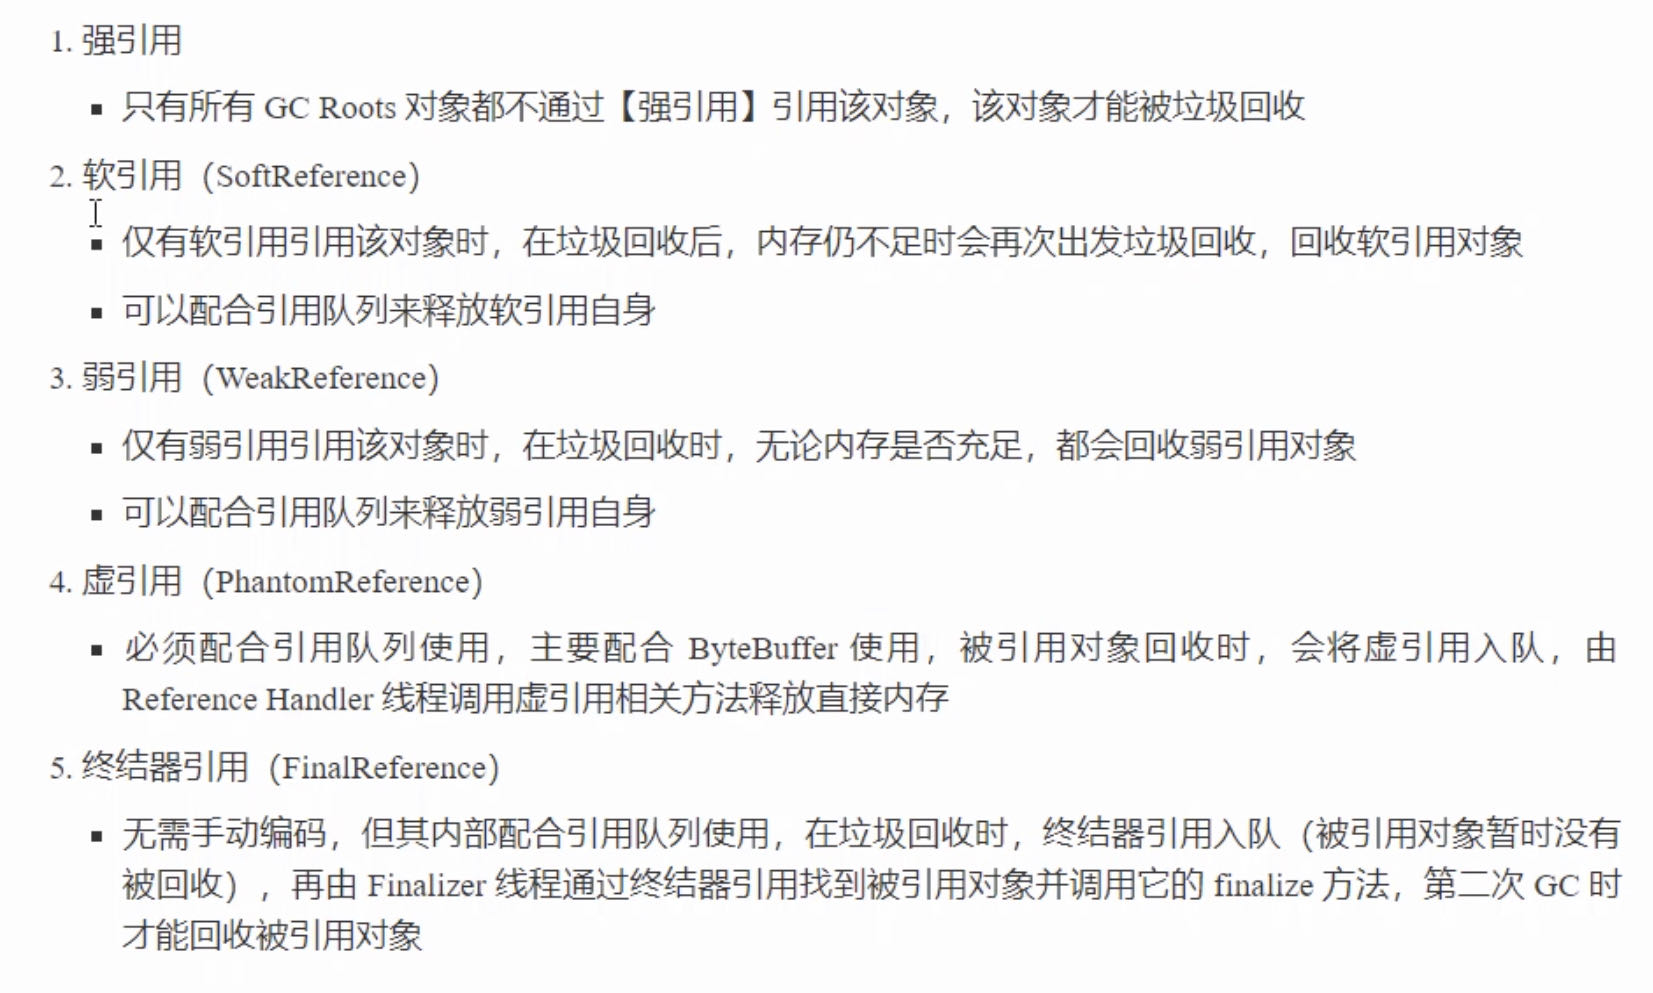 1. 强引用
▪ 只有所有 GC Roots 对象都不通过【强引用】引用该对象，该对象才能被垃圾回收
2. 软引用（SoftReference）
▪ 仅有软引用引用该对象时，在垃圾回收后，内存仍不足时会再次出发垃圾回收，回收软引用对象
▪ 可以配合引用队列来释放软引用自身
3. 弱引用（WeakReference）
▪ 仅有弱引用引用该对象时，在垃圾回收时，无论内存是否充足，都会回收弱引用对象
▪ 可以配合引用队列来释放弱引用自身
4. 虚引用（PhantomReference）
▪ 必须配合引用队列使用，主要配合 ByteBuffer 使用，被引用对象回收时，会将虚引用入队，由
Reference Handler 线程调用虚引用相关方法释放直接内存
5. 终结器引用（FinalReference）
▪ 无需手动编码，但其内部配合引用队列使用，在垃圾回收时，终结器引用入队（被引用对象暂时没有
被回收），再由 Finalizer 线程通过终结器引用找到被引用对象并调用它的 finalize 方法，第二次 GC 时
才能回收被引用对象